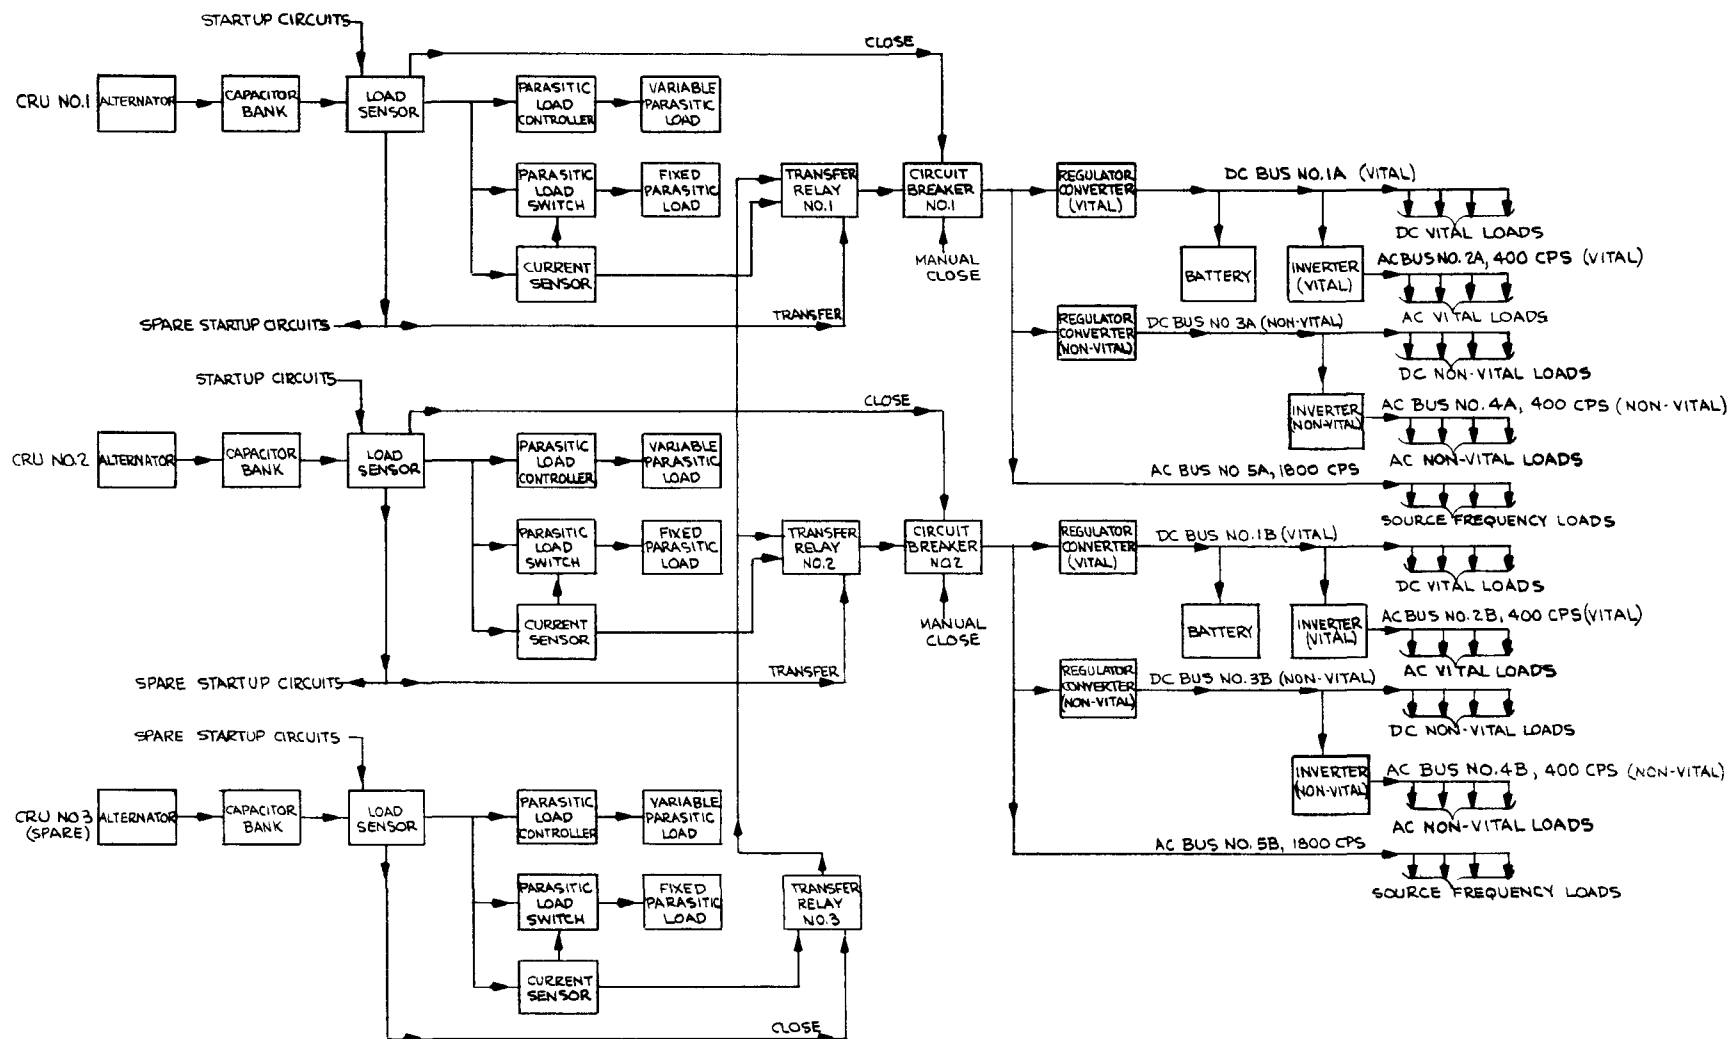 STARTUP CIRCUITS
CLOSE
CRU NO.1
ALTERNATOR
CAPACITOR
BANK
LOAD
SENSOR
PARASITIC
LOAD
CONTROLLER
VARIABLE
PARASITIC
LOAD
PARASITIC
LOAD
SWITCH
FIXED
PARASITIC
LOAD
TRANSFER
RELAY
NO.1
CIRCUIT
BREAKER
NO.1
REGULATOR
CONVERTER
(VITAL)
DC BUS NO.1A (VITAL)
DC VITAL LOADS
CURRENT
SENSOR
MANUAL
CLOSE
BATTERY
INVERTER
(VITAL)
AC BUS NO. 2A, 400 CPS (VITAL)
AC VITAL LOADS
SPARE STARTUP CIRCUITS
TRANSFER
REGULATOR
CONVERTER
(NON-VITAL)
DC BUS NO 3A (NON-VITAL)
DC NON-VITAL LOADS
INVERTER
(NON-VITAL)
AC BUS NO. 4A, 400 CPS (NON-VITAL)
AC NON-VITAL LOADS
AC BUS NO 5A, 1800 CPS
SOURCE FREQUENCY LOADS
STARTUP CIRCUITS
CLOSE
CRU NO.2
ALTERNATOR
CAPACITOR
BANK
LOAD
SENSOR
PARASITIC
LOAD
CONTROLLER
VARIABLE
PARASITIC
LOAD
PARASITIC
LOAD
SWITCH
FIXED
PARASITIC
LOAD
TRANSFER
RELAY
NO.2
CIRCUIT
BREAKER
NO.2
REGULATOR
CONVERTER
(VITAL)
DC BUS NO.1B (VITAL)
DC VITAL LOADS
CURRENT
SENSOR
MANUAL
CLOSE
BATTERY
INVERTER
(VITAL)
AC BUS NO. 2B, 400 CPS (VITAL)
AC VITAL LOADS
SPARE STARTUP CIRCUITS
TRANSFER
REGULATOR
CONVERTER
(NON-VITAL)
DC BUS NO.3B (NON-VITAL)
DC NON-VITAL LOADS
INVERTER
(NON-VITAL)
AC BUS NO.4B, 400 CPS (NON-VITAL)
AC NON-VITAL LOADS
AC BUS NO. 5B, 1800 CPS
SOURCE FREQUENCY LOADS
SPARE STARTUP CIRCUITS
CRU NO 3
(SPARE)
ALTERNATOR
CAPACITOR
BANK
LOAD
SENSOR
PARASITIC
LOAD
CONTROLLER
VARIABLE
PARASITIC
LOAD
PARASITIC
LOAD
SWITCH
FIXED
PARASITIC
LOAD
TRANSFER
RELAY
NO.3
CURRENT
SENSOR
CLOSE